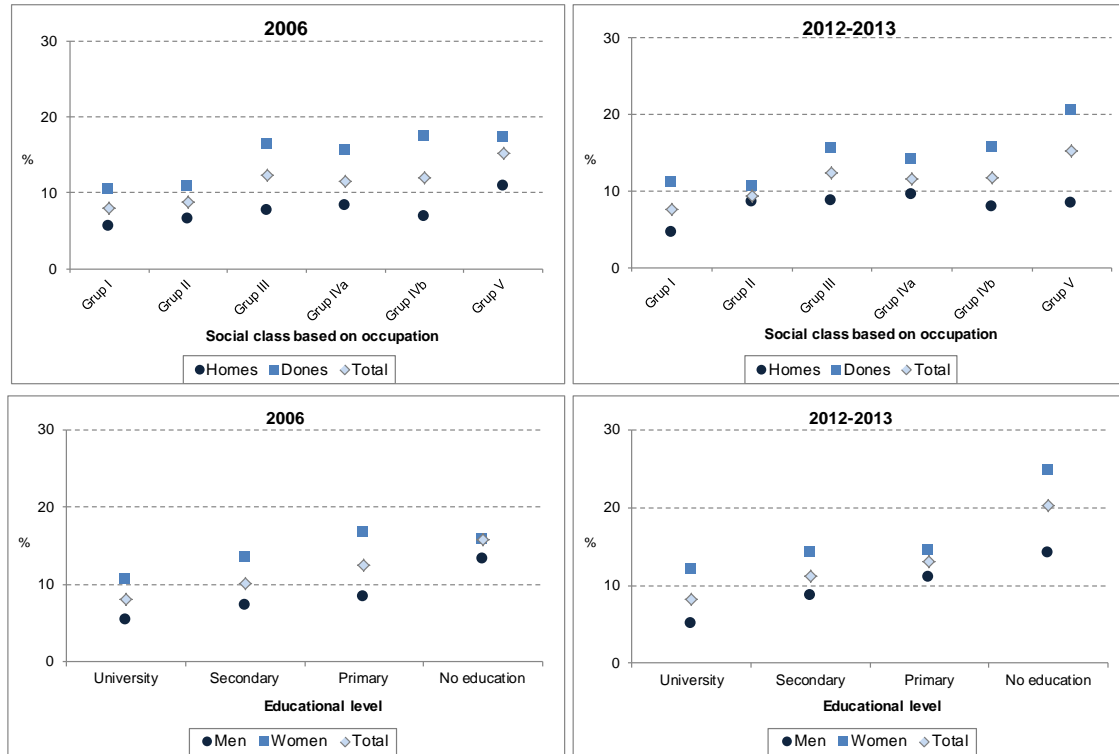 2006
30
20
%
10
0
Grup I
Grup II
Grup III
Grup IVa
Grup IVb
Grup V
Social class based on occupation
Homes Dones Total
2012-2013
30
20
%
10
0
Grup I
Grup II
Grup III
Grup IVa
Grup IVb
Grup V
Social class based on occupation
Homes Dones Total
2006
30
20
%
10
0
University Secondary Primary No education
Educational level
Men Women Total
2012-2013
30
20
%
10
0
University Secondary Primary No education
Educational level
Men Women Total